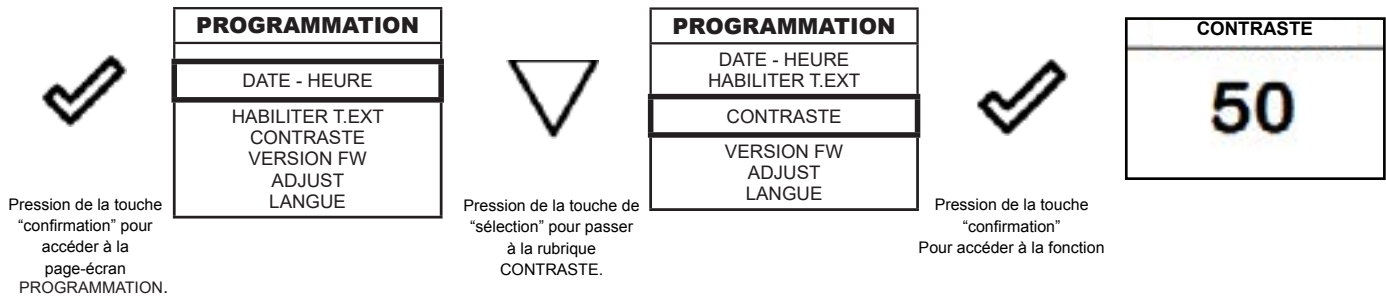 PROGRAMMATION
DATE - HEURE
HABILITER T.EXT
CONTRASTE
VERSION FW
ADJUST
LANGUE
Pression de la touche
“confirmation” pour
accéder à la
page-écran
PROGRAMMATION.
Pression de la touche de
“sélection” pour passer
à la rubrique
CONTRASTE.
PROGRAMMATION
DATE - HEURE
HABILITER T.EXT
CONTRASTE
VERSION FW
ADJUST
LANGUE
Pression de la touche
“confirmation”
Pour accéder à la fonction
CONTRASTE
50